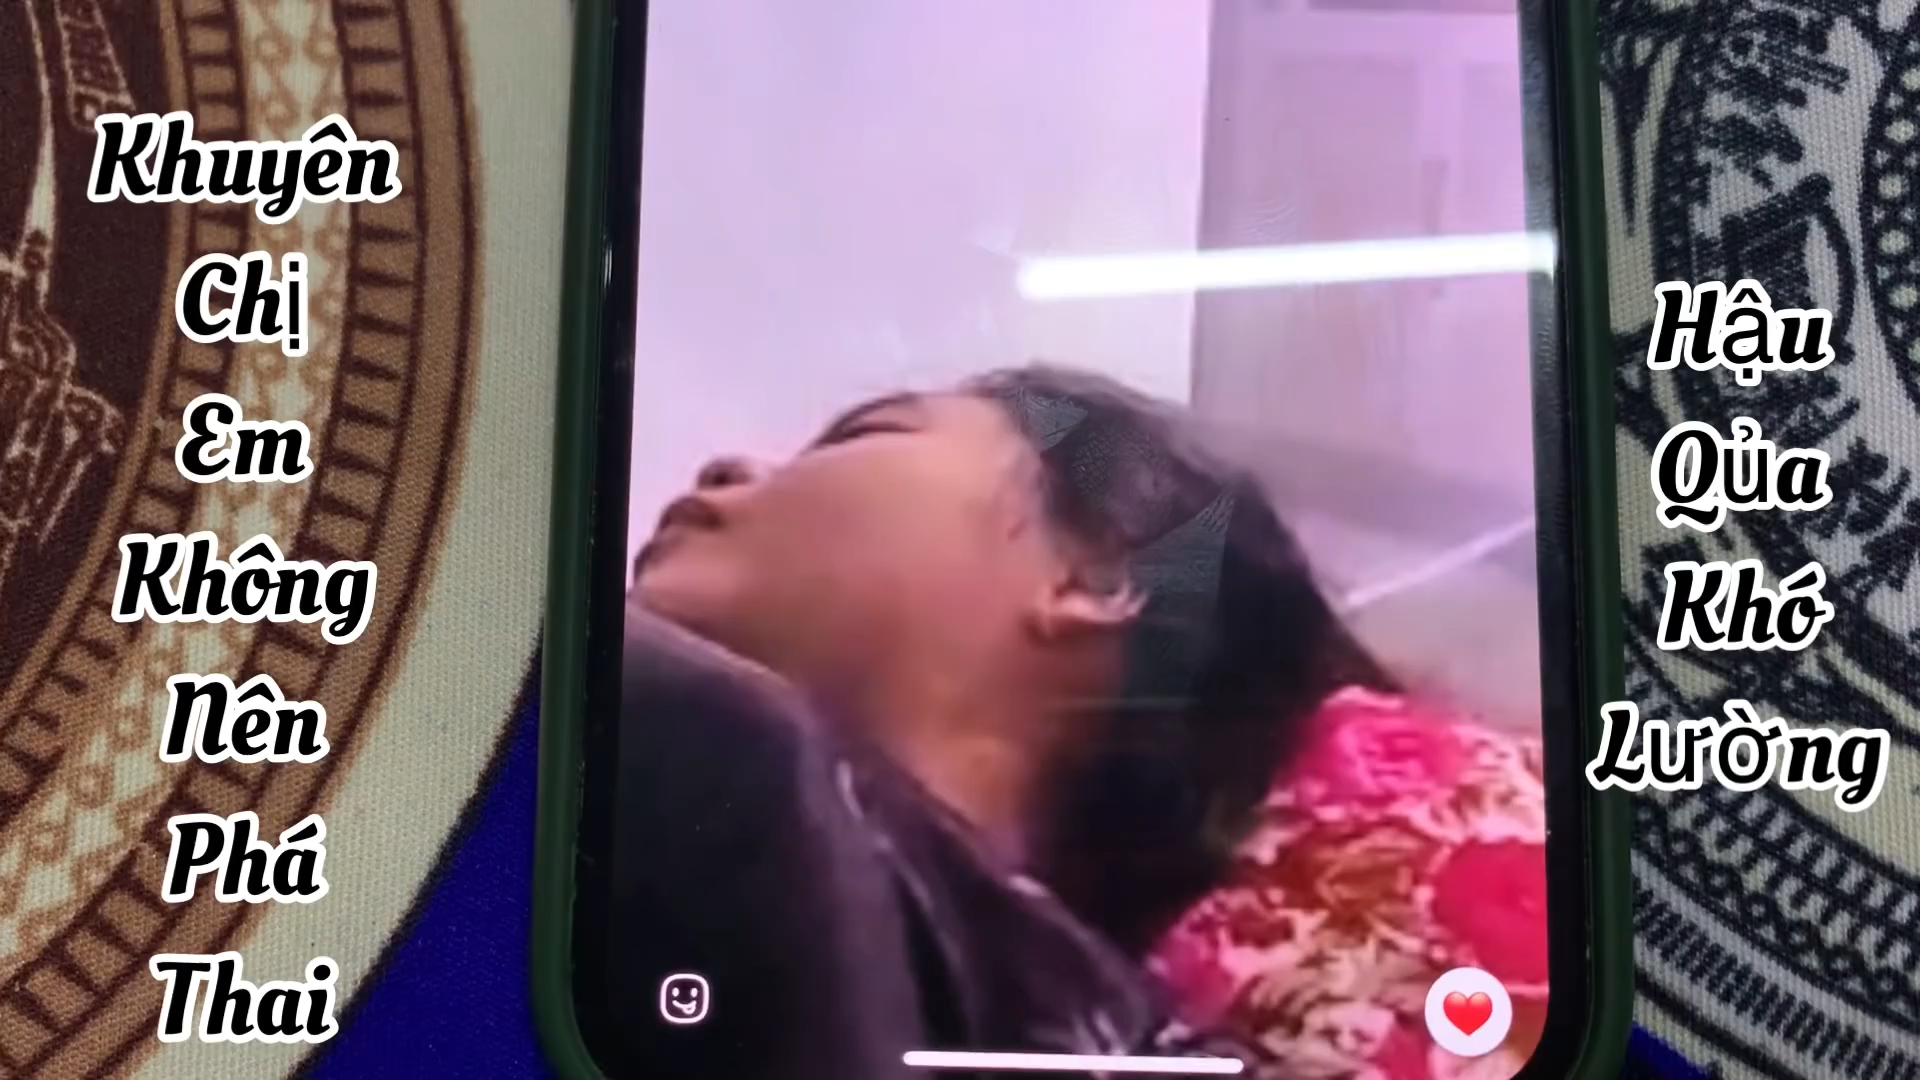 Khuyên
Chị
Em
Không
Nên
Phá
Thai
Hậu
Qủa
Khó
Lường